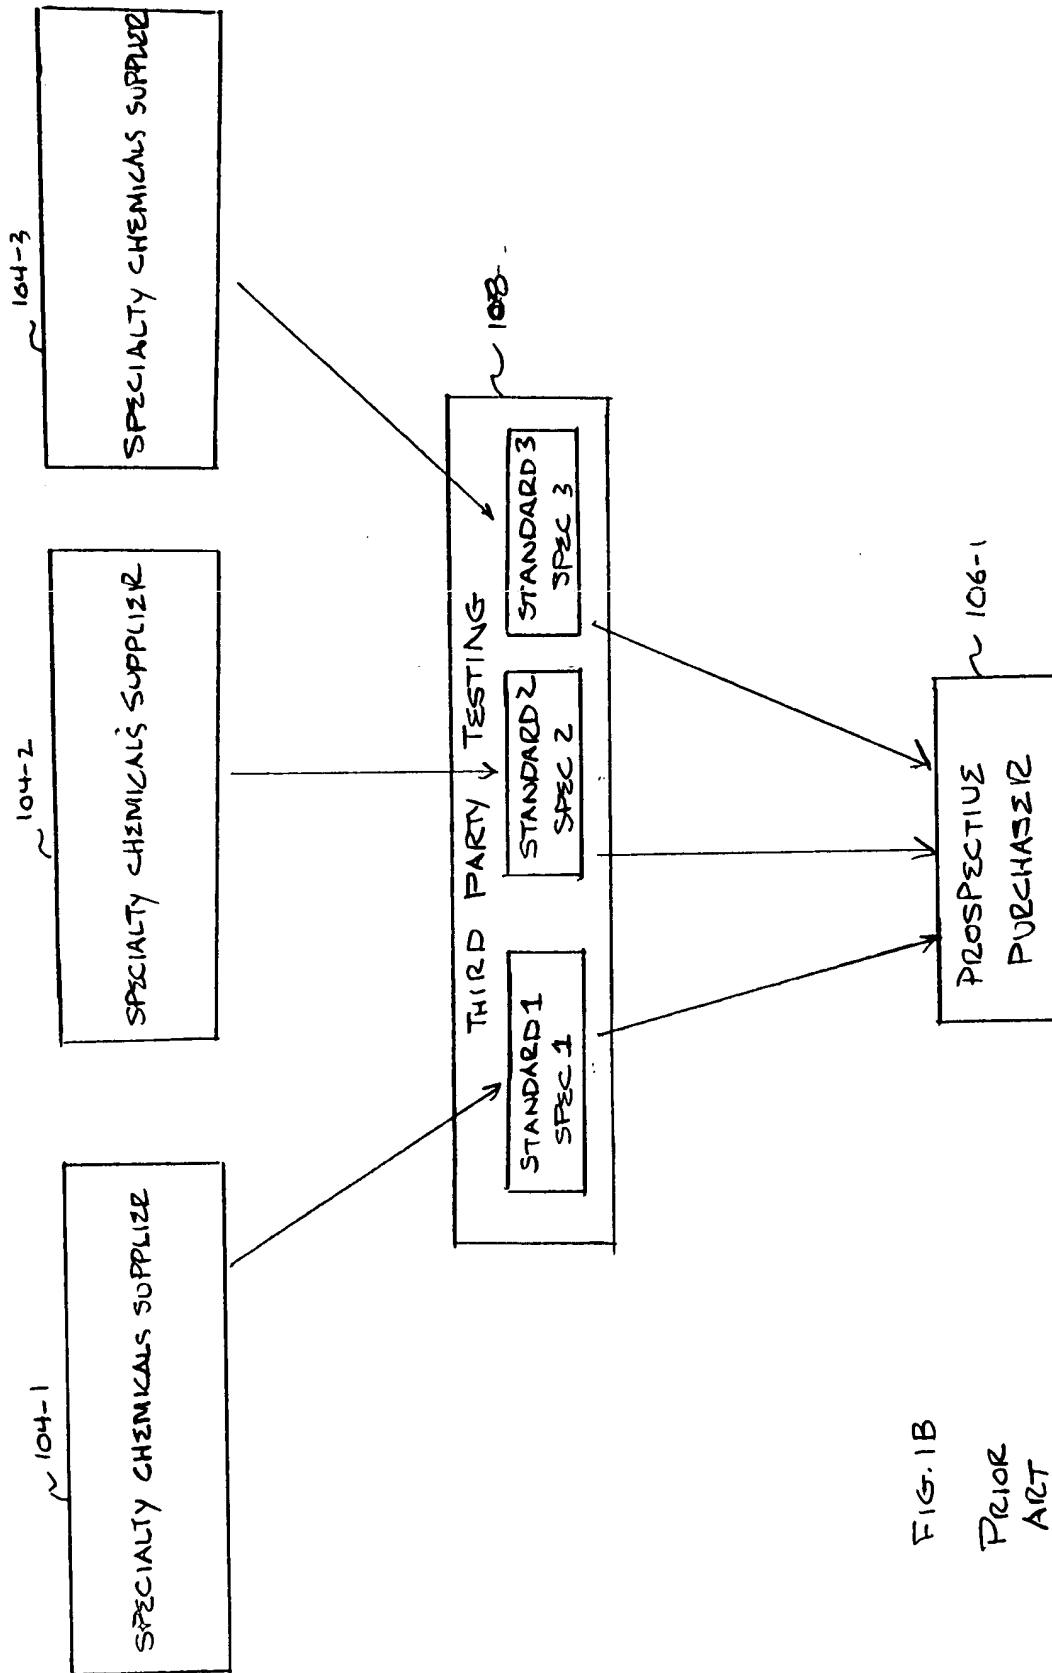 104-1
SPECIALTY CHEMICALS SUPPLIER
104-2
SPECIALTY CHEMICALS SUPPLIER
104-3
SPECIALTY CHEMICALS SUPPLIER
108
THIRD PARTY TESTING
STANDARD 1
SPEC 1
STANDARD 2
SPEC 2
STANDARD 3
SPEC 3
106-1
PROSPECTIVE
PURCHASER
FIG. 1B
PRIOR
ART